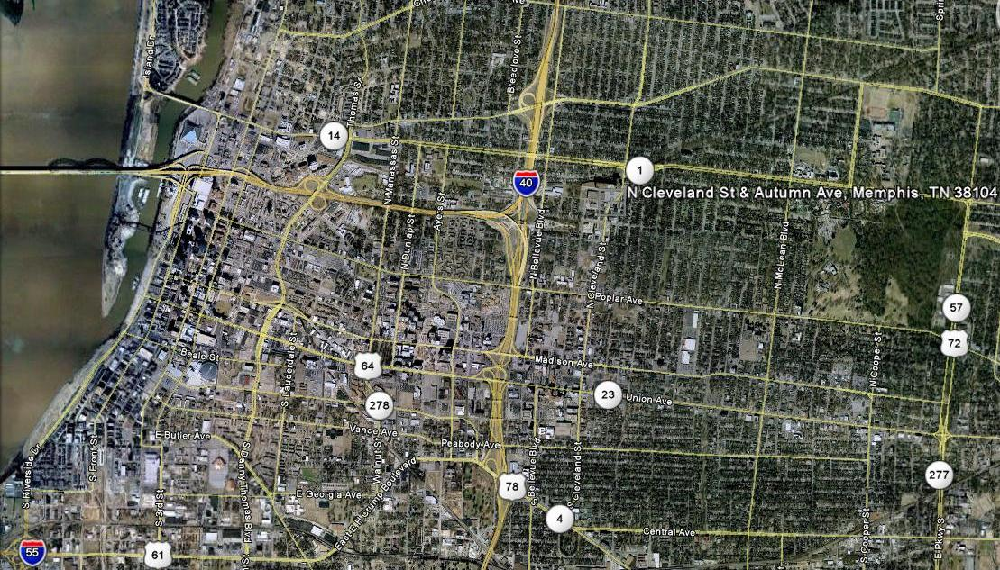 Ave
Spri
Island Dr
Breedlove St
Thomas S
14
N Manassas St
1
40
N Cleveland St & Autumn Ave, Memphis, TN 38104
Ayers St
N Dunlap St
N Bellevue Blvd
N Cleveland St
N McLean Blvd
Poplar Ave
57
72
Beale St
64
Madison Ave
N Cooper St
S Lauderdale St
278
23
Union Ave
Vance Ave
E Butler Ave
Peabody Ave
S Front St
S Riverside Dr
Walnut St
S Danny Thomas Blvd
78
S Bellevue Blvd
S Cleveland St
277
E Georgia Ave
East E H Crump Boulevard
S 3rd St
4
Central Ave
S Cooper St
E Pkwy S
55
61